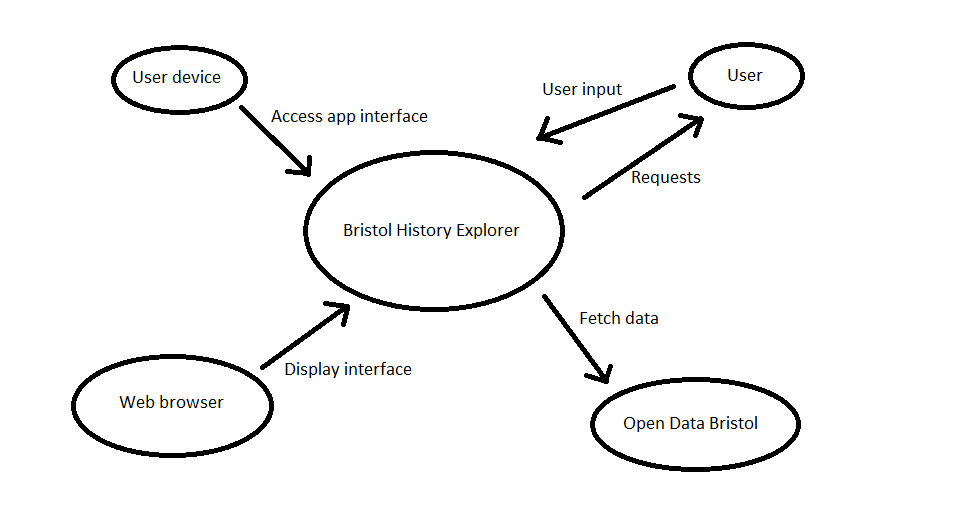 User device
User
User input
Access app interface
Requests
Bristol History Explorer
Fetch data
Display interface
Web browser
Open Data Bristol